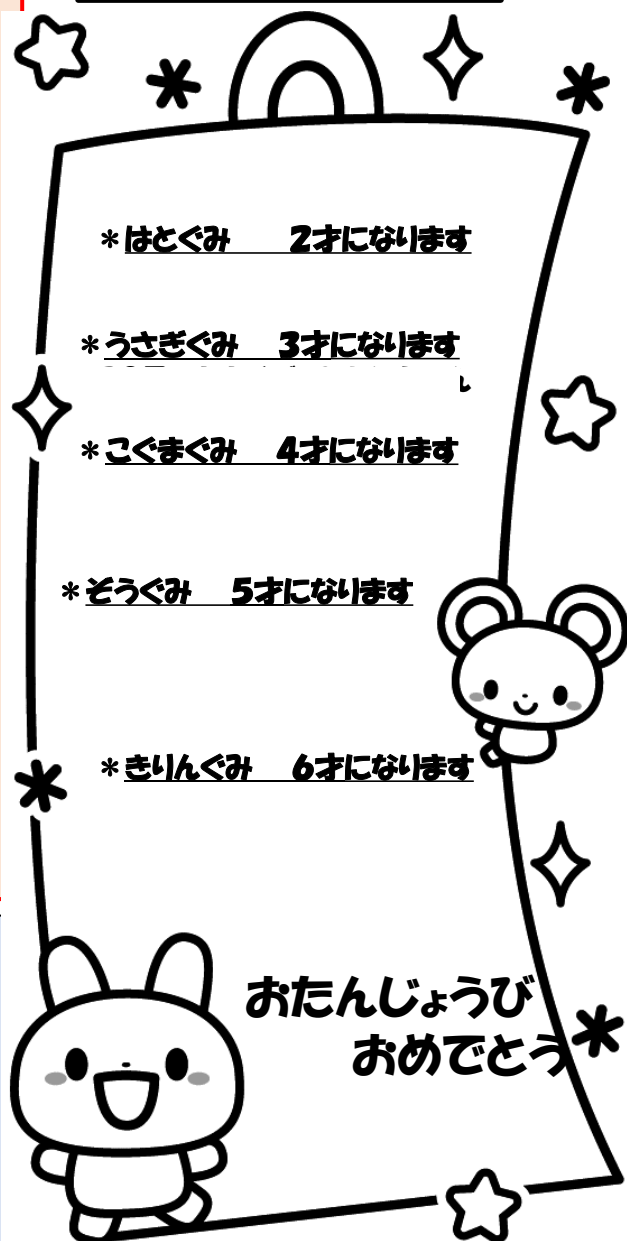 ＊はとぐみ　　2才になります
＊うさぎぐみ　3才になります
＊こぐまぐみ　4才になります
＊ぞうぐみ　5才になります
＊きりんぐみ　6才になります
おたんじょうび
おめでとう